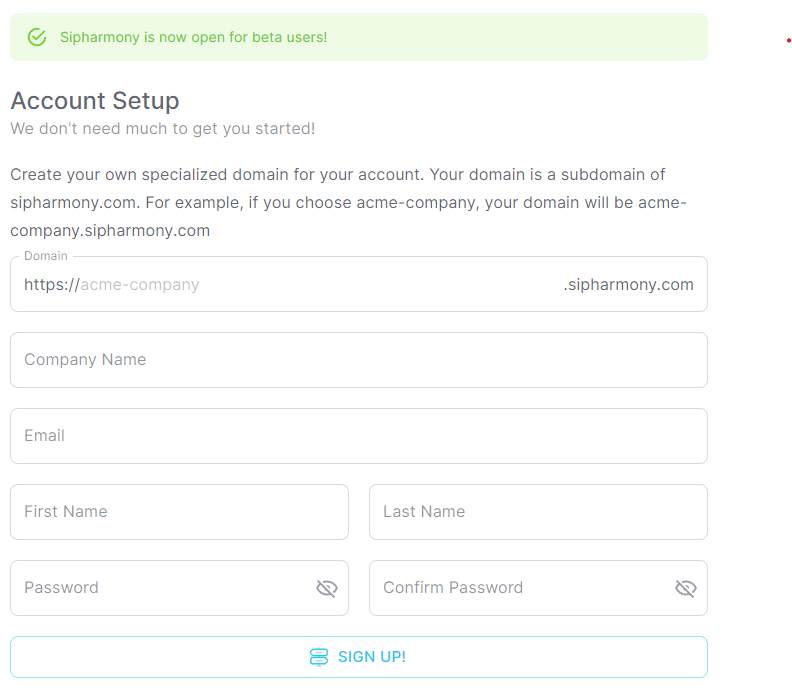 Sipharmony is now open for beta users!
Account Setup
We don't need much to get you started!
Create your own specialized domain for your account. Your domain is a subdomain of
sipharmony.com. For example, if you choose acme-company, your domain will be acme-
company.sipharmony.com
Domain
https://acme-company .sipharmony.com
Company Name
Email
First Name Last Name
Password Confirm Password
SIGN UP!